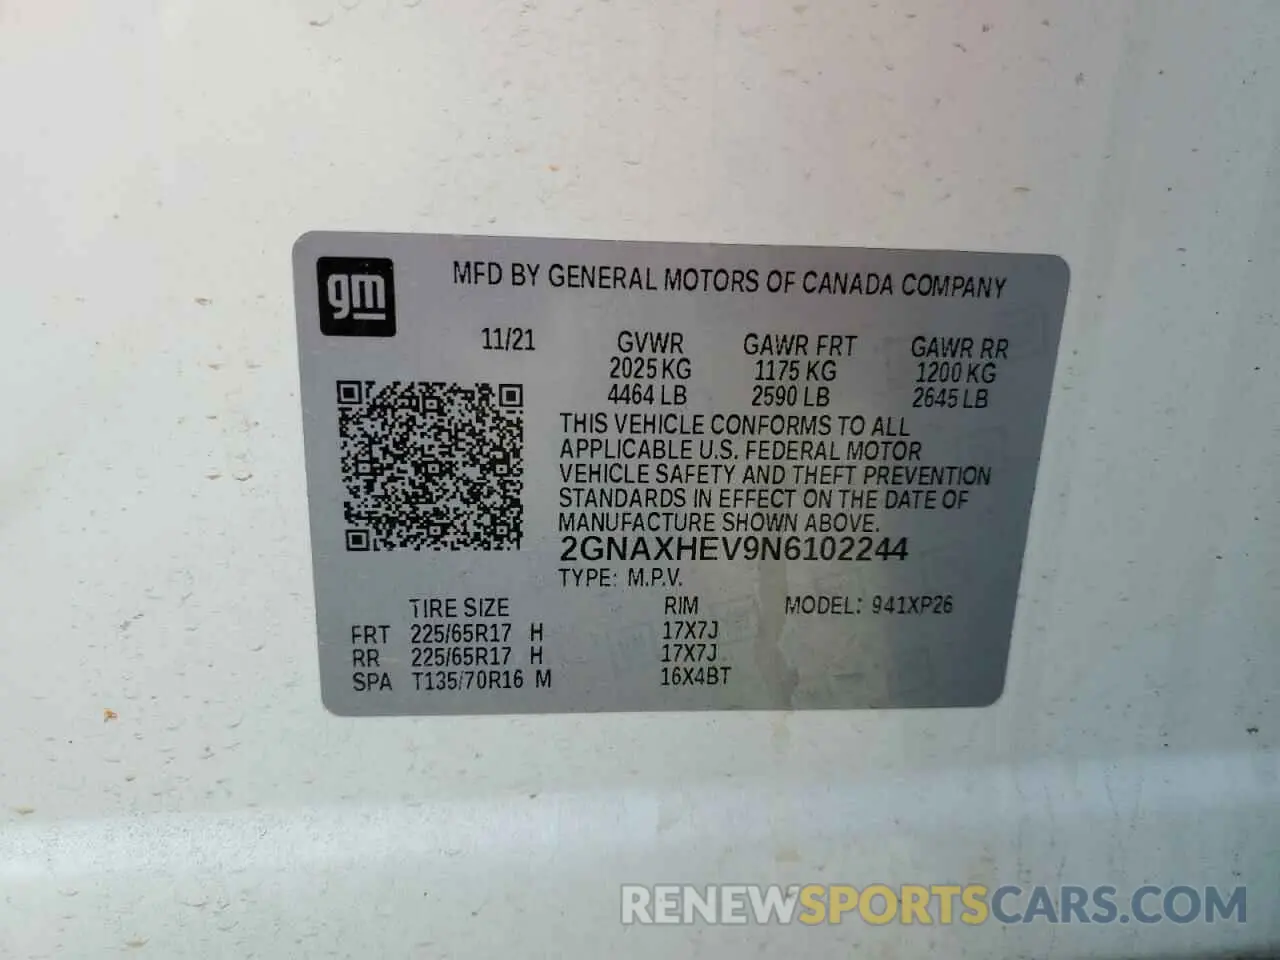 gm
MFD BY GENERAL MOTORS OF CANADA COMPANY
11/21 GVWR GAWR FRT GAWR RR
2025 KG 1175 KG 1200 KG
4464 LB 2590 LB 2645 LB
THIS VEHICLE CONFORMS TO ALL
APPLICABLE U.S. FEDERAL MOTOR
VEHICLE SAFETY AND THEFT PREVENTION
STANDARDS IN EFFECT ON THE DATE OF
MANUFACTURE SHOWN ABOVE.
2GNAXHEV9N6102244
TYPE: M.P.V.
TIRE SIZE RIM MODEL: 941XP26
FRT 225/65R17 H 17X7J
RR 225/65R17 H 17X7J
SPA T135/70R16 M 16X4BT
RENEWSPORTSCARS.COM